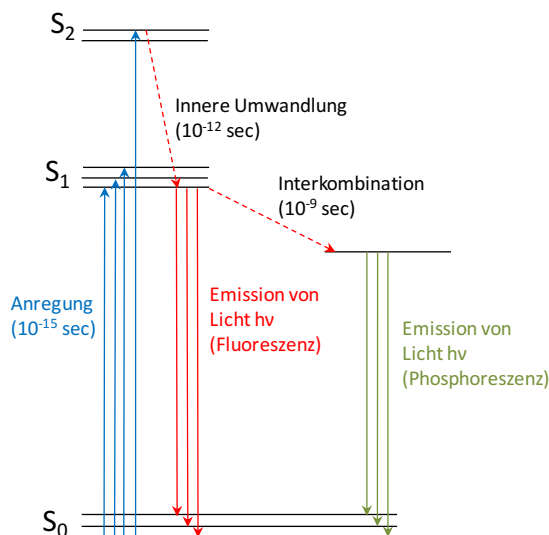 S₂
Innere Umwandlung
(10⁻¹² sec)
S₁
Interkombination
(10⁻⁹ sec)
Anregung
(10⁻¹⁵ sec)
Emission von
Licht hν
(Fluoreszenz)
Emission von
Licht hν
(Phosphoreszenz)
S₀